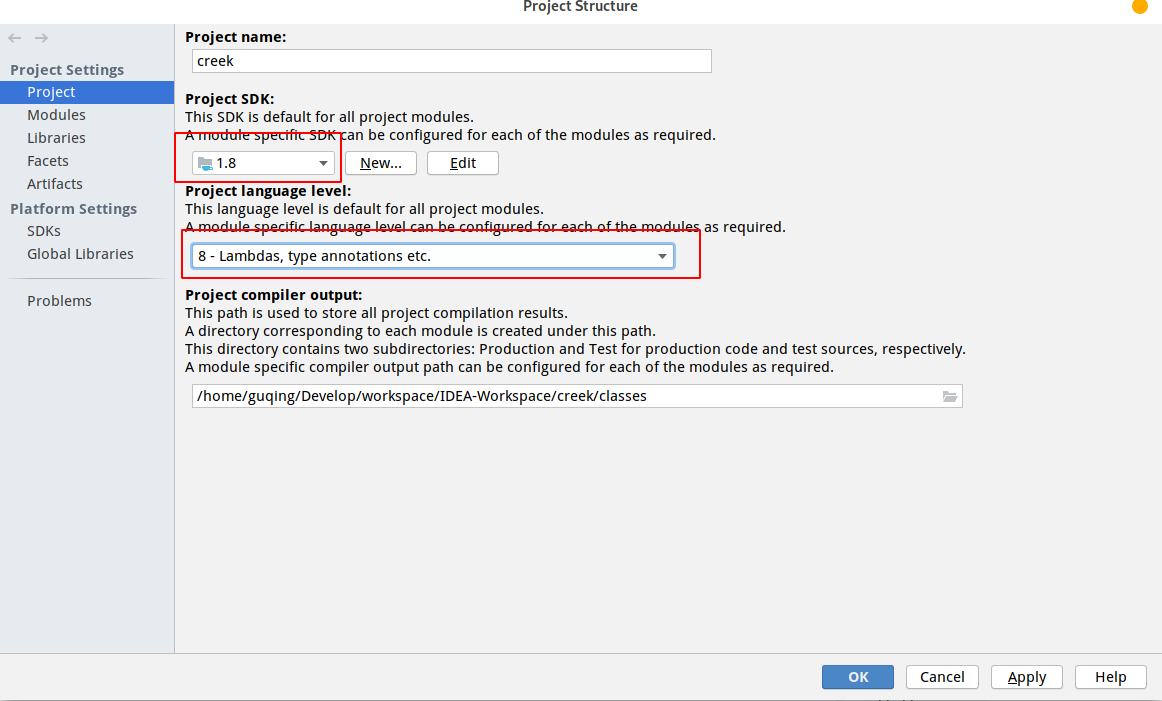 Project Structure
Project Settings
Project
Modules
Libraries
Facets
Artifacts
Platform Settings
SDKs
Global Libraries
Problems
Project name:
creek
Project SDK:
This SDK is default for all project modules.
A module specific SDK can be configured for each of the modules as required.
1.8
New...
Edit
Project language level:
This language level is default for all project modules.
A module specific language level can be configured for each of the modules as required.
8 - Lambdas, type annotations etc.
Project compiler output:
This path is used to store all project compilation results.
A directory corresponding to each module is created under this path.
This directory contains two subdirectories: Production and Test for production code and test sources, respectively.
A module specific compiler output path can be configured for each of the modules as required.
/home/guqing/Develop/workspace/IDEA-Workspace/creek/classes
OK
Cancel
Apply
Help